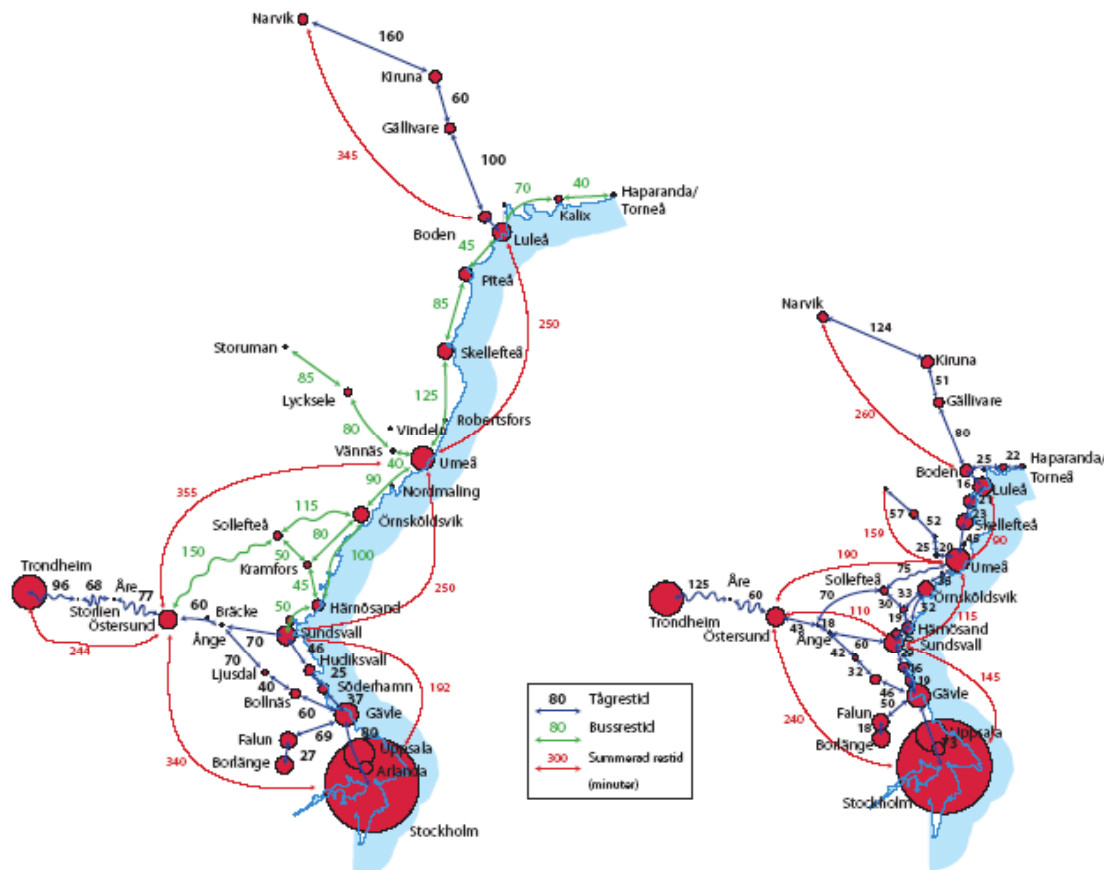 Narvik
160
Kiruna
60
Gällivare
345
100
70
40
Haparanda/
Torneå
Kalix
Boden
Luleå
45
Piteå
85
250
Storuman
Skellefteå
85
125
Lycksele
80
Vindeln
Robertsfors
Vännäs
40
Umeå
90
Nordmaling
355
115
Sollefteå
Örnsköldsvik
80
150
50
100
Kramfors
Trondheim
45
250
96
68
Åre
77
50
Härnösand
Storlien
60
Bräcke
Östersund
Sundsvall
Ånge
70
46
244
Hudiksvall
70
25
Ljusdal
Söderhamn
192
40
37
Bollnäs
60
Gävle
Falun
69
80
Uppsala
340
27
Arlanda
Borlänge
Stockholm
80
Tågrestid
80
Bussrestid
300
Summerad restid
(minuter)
Narvik
124
Kiruna
51
Gällivare
260
80
Boden
25
22
Haparanda/
Torneå
16
Luleå
21
57
23
Skellefteå
52
159
46
90
25
20
190
Umeå
75
Sollefteå
35
Trondheim
125
Åre
70
33
Örnsköldsvik
60
30
32
110
115
19
Östersund
43
18
Härnösand
Ånge
60
Sundsvall
42
32
16
145
19
46
Gävle
50
240
Falun
18
Uppsala
73
Borlänge
Stockholm